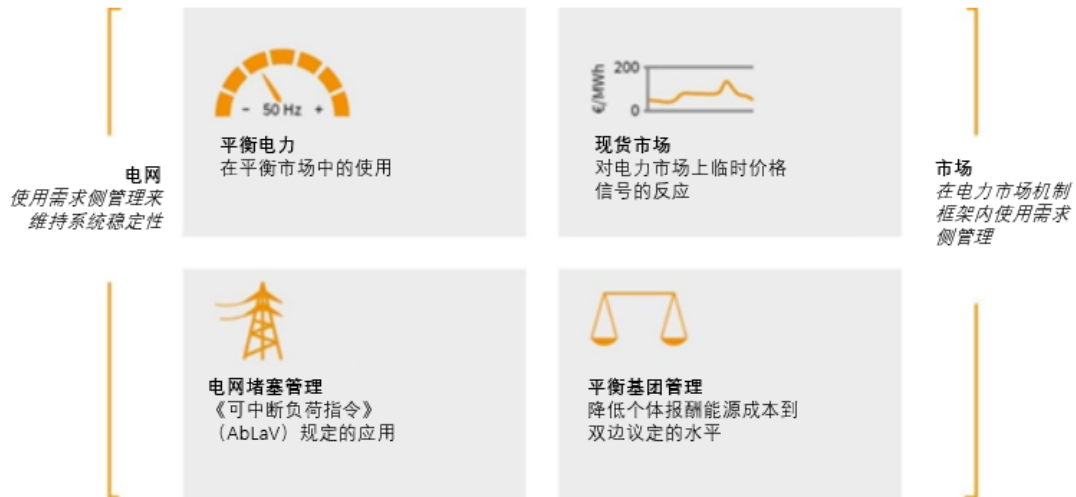 电网
使用需求侧管理来
维持系统稳定性
- 50 Hz +
平衡电力
在平衡市场中的使用
€/MWh
200
0
现货市场
对电力市场上临时价格
信号的反应
电网堵塞管理
《可中断负荷指令》
（AbLaV）规定的应用
平衡基团管理
降低个体报酬能源成本到
双边议定的水平
市场
在电力市场机制
框架内使用需求
侧管理